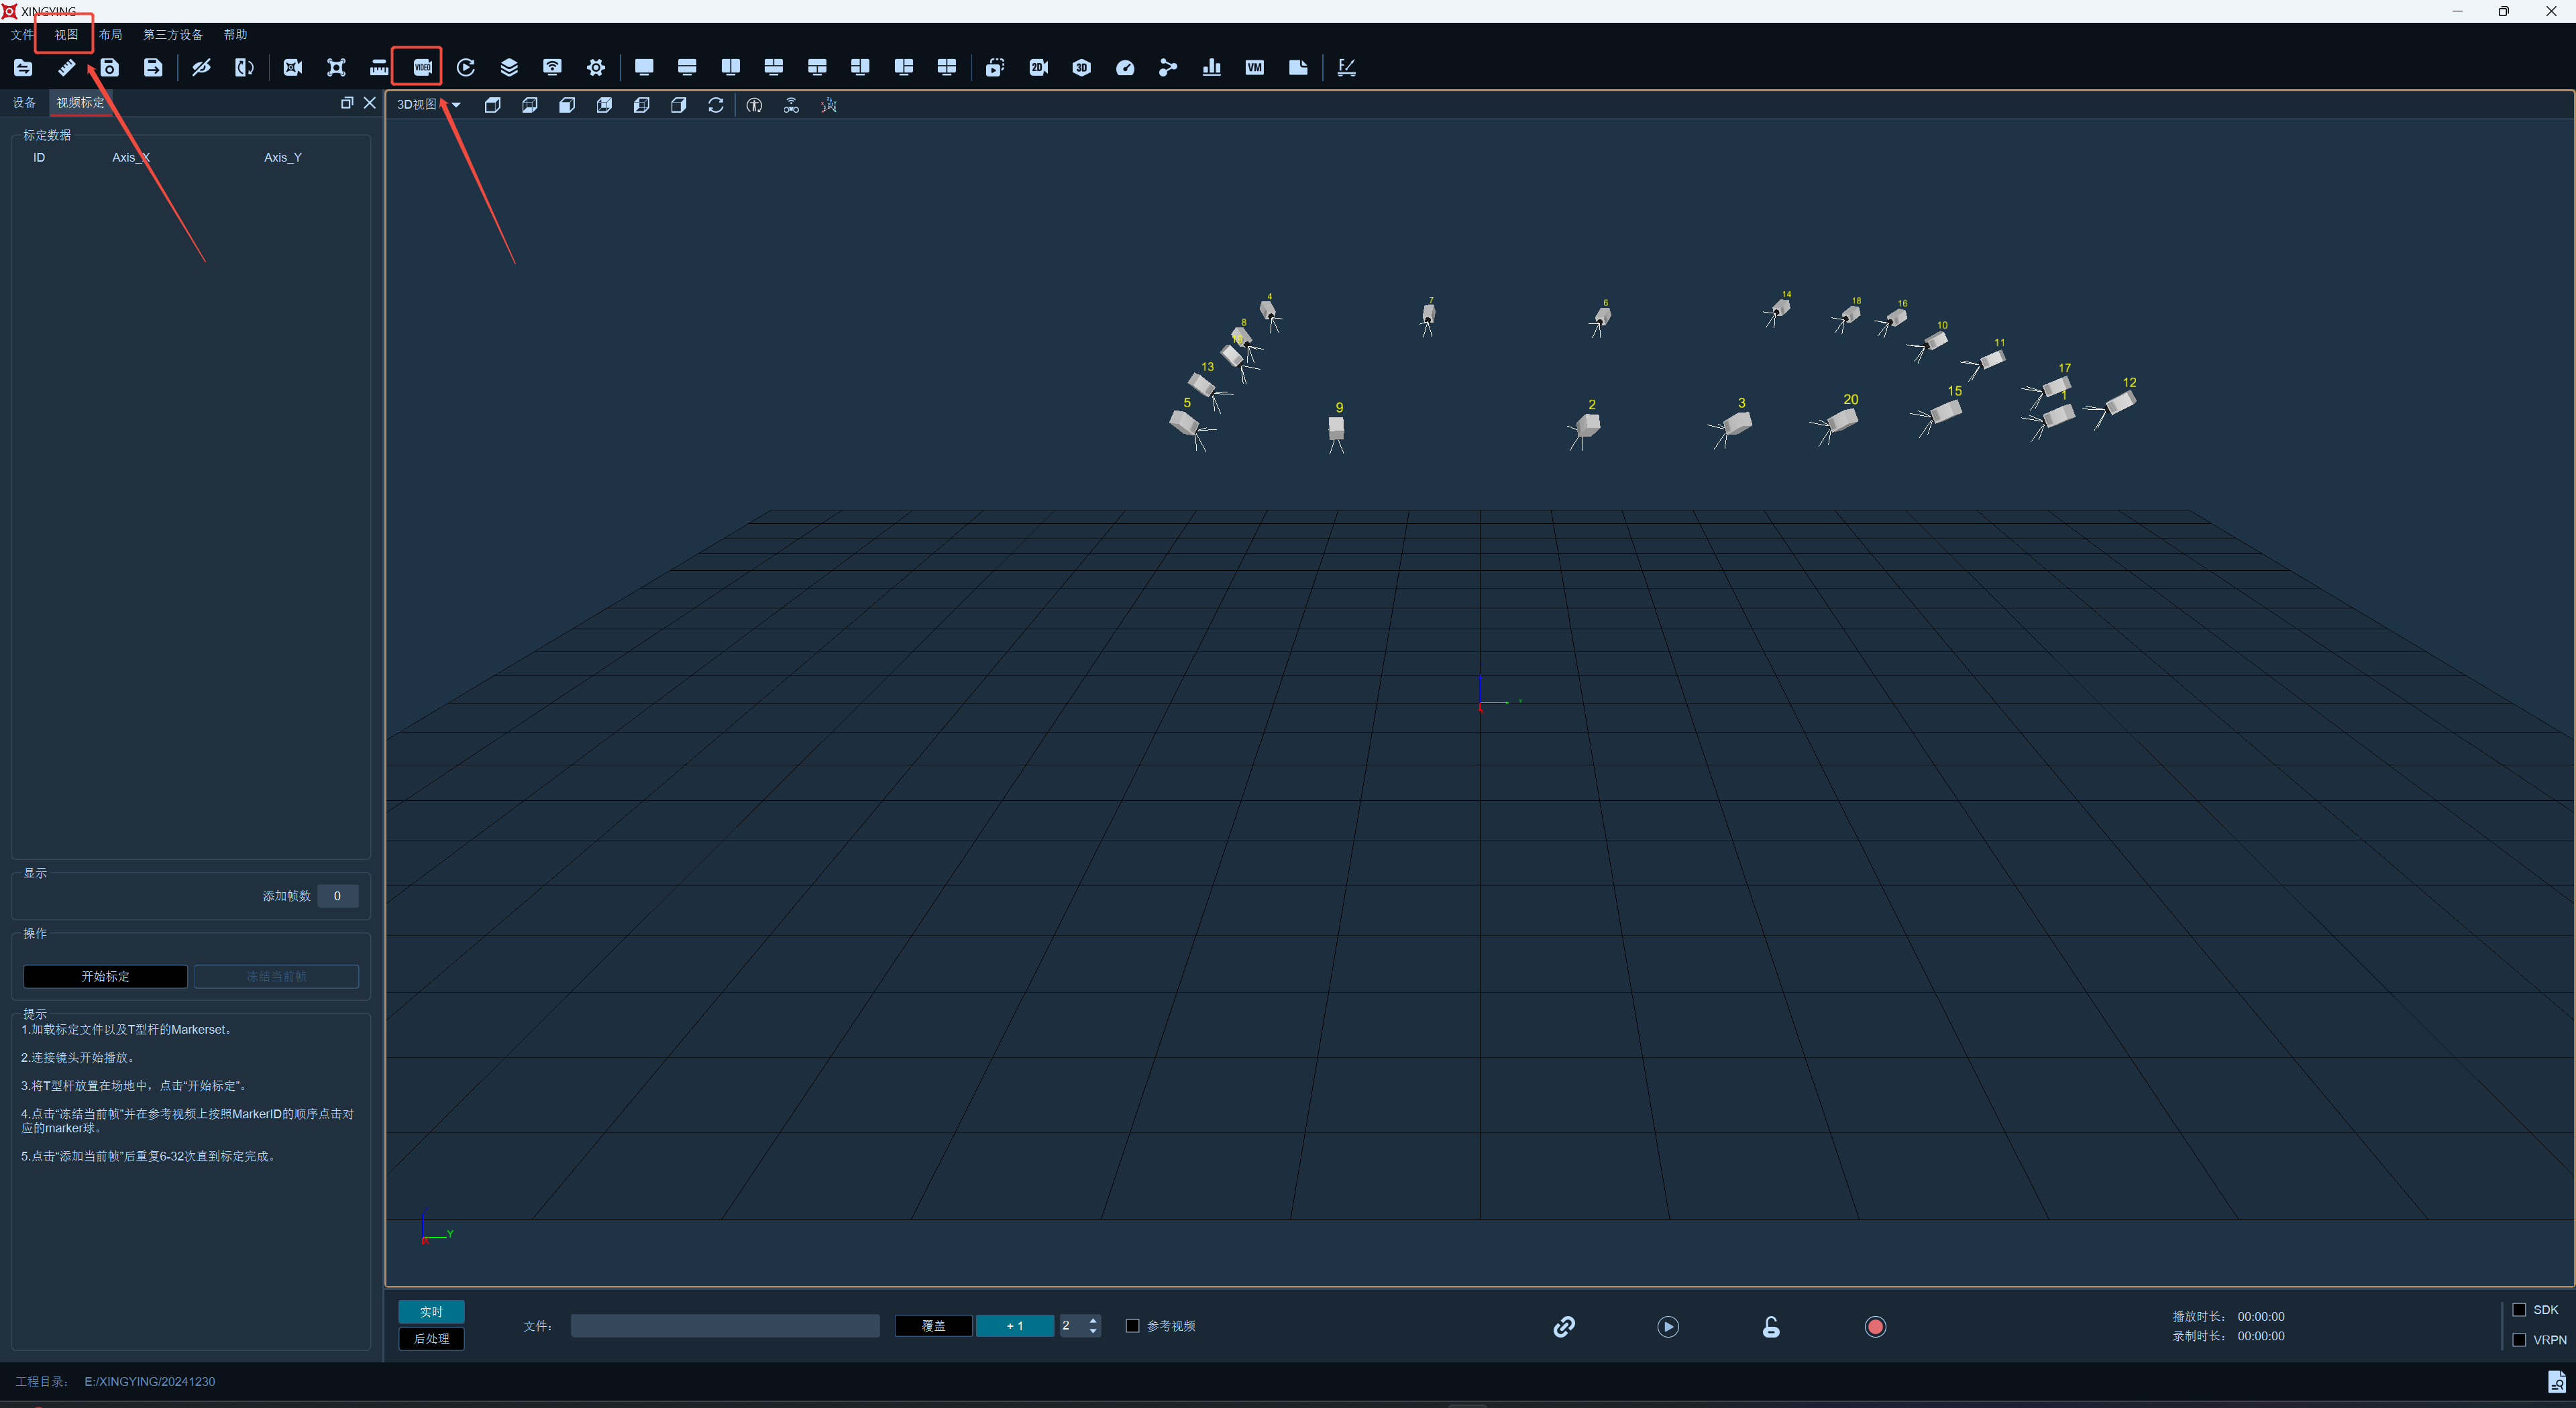 XINGYING
文件 视图 布局 第三方设备 帮助
VIDEO 2D 3D VM F
设备 视频标定
3D视图
标定数据
ID Axis_X Axis_Y
4 7 6 14 18 16
8 10
11
13 17
12
5 9 2 3 20 15 1
显示
添加帧数 0
操作
开始标定 冻结当前帧
提示
1.加载标定文件以及T型杆的Markerset。
2.连接镜头开始播放。
3.将T型杆放置在场地中，点击“开始标定”。
4.点击“冻结当前帧”并在参考视频上按照MarkerID的顺序点击对
应的marker球。
5.点击“添加当前帧”后重复6-32次直到标定完成。
Y
实时
后处理
文件： 覆盖 + 1 2 参考视频
播放时长： 00:00:00
录制时长： 00:00:00
SDK
VRPN
工程目录： E:/XINGYING/20241230